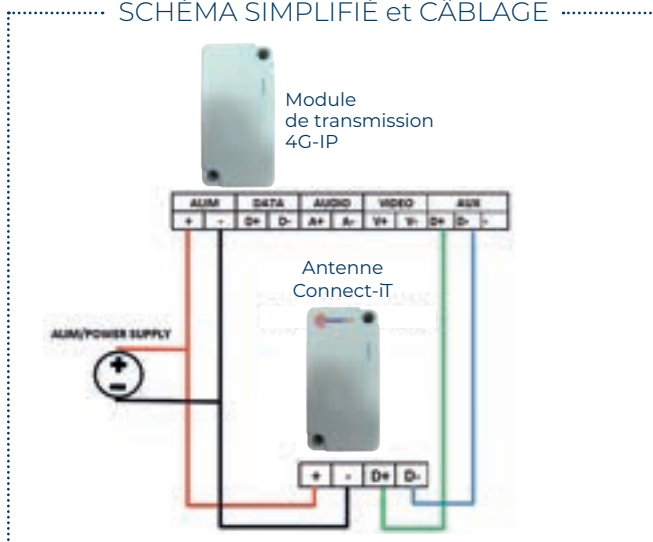 SCHÉMA SIMPLIFIÉ et CÂBLAGE
Module
de transmission
4G-IP
ALIM DATA AUDIO VIDEO AUX
+ - D+ D- A+ A- V+ V- D+ D- -
Antenne
Connect-iT
ALIM/POWER SUPPLY
+
-
+ - D+ D-